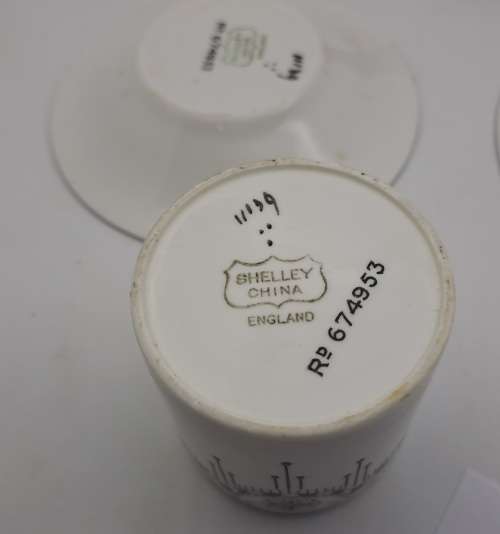 11139
SHELLEY
CHINA
ENGLAND
RD 674953